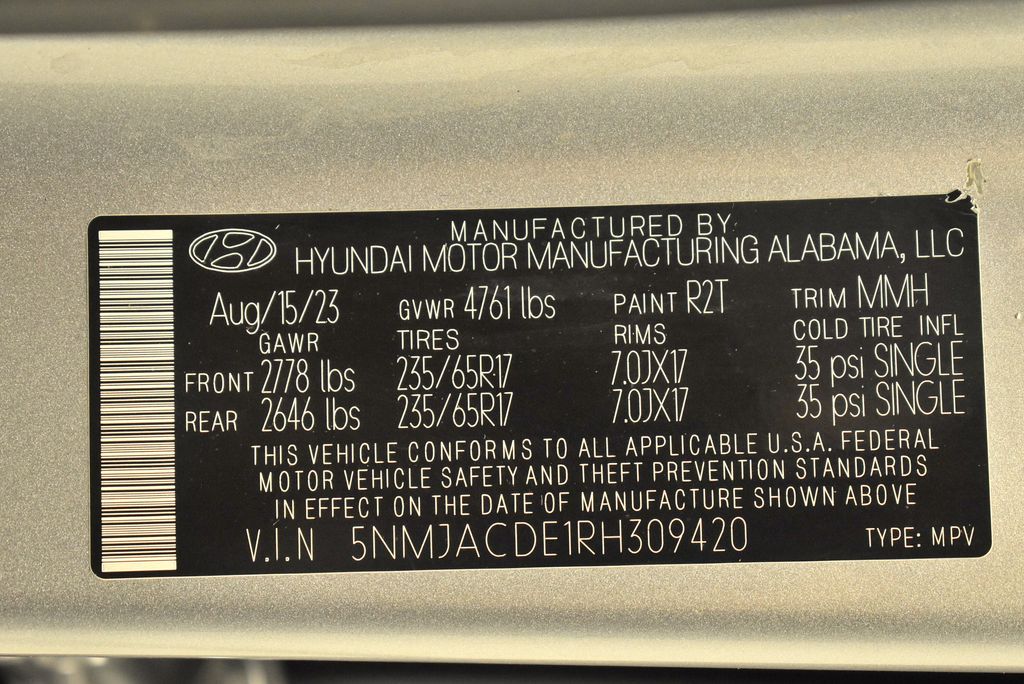 MANUFACTURED BY
HYUNDAI MOTOR MANUFACTURING ALABAMA, LLC
Aug/15/23 GVWR 4761 lbs PAINT R2T TRIM MMH
GAWR TIRES RIMS COLD TIRE INFL
FRONT 2778 lbs 235/65R17 7.0JX17 35 psi SINGLE
REAR 2646 lbs 235/65R17 7.0JX17 35 psi SINGLE
THIS VEHICLE CONFORMS TO ALL APPLICABLE U.S.A. FEDERAL
MOTOR VEHICLE SAFETY AND THEFT PREVENTION STANDARDS
IN EFFECT ON THE DATE OF MANUFACTURE SHOWN ABOVE
V.I.N 5NMJACDE1RH309420 TYPE: MPV